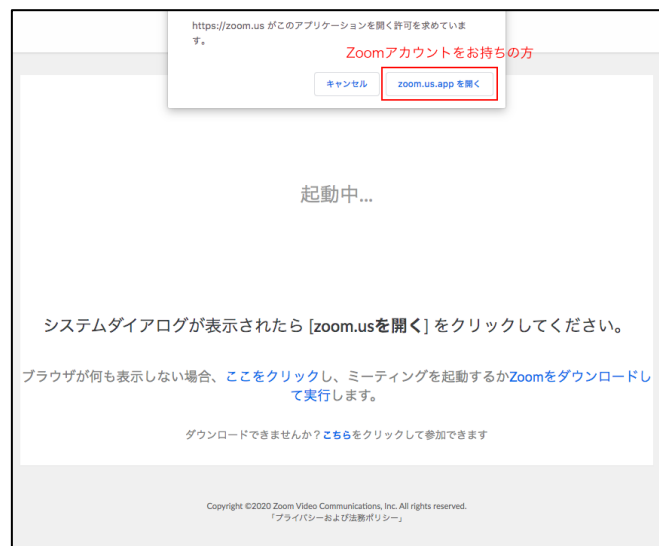 https://zoom.us がこのアプリケーションを開く許可を求めていま
す。
Zoomアカウントをお持ちの方
キャンセル
zoom.us.app を開く
起動中...
システムダイアログが表示されたら [zoom.usを開く] をクリックしてください。
ブラウザが何も表示しない場合、ここをクリックし、ミーティングを起動するかZoomをダウンロードし
て実行します。
ダウンロードできませんか？こちらをクリックして参加できます
Copyright ©2020 Zoom Video Communications, Inc. All rights reserved.
「プライバシーおよび法務ポリシー」